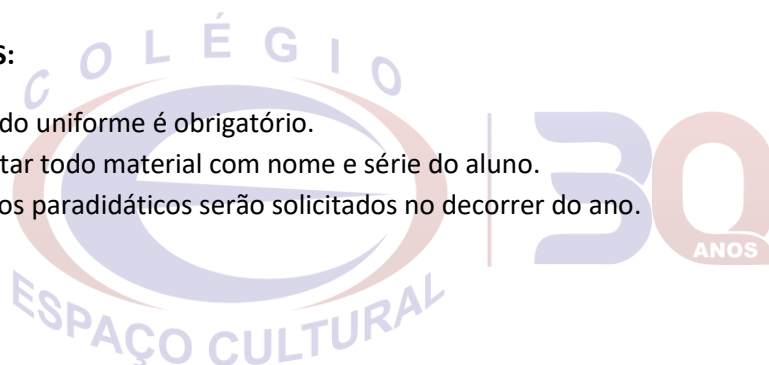 S:
COLÉGIO
do uniforme é obrigatório.
tar todo material com nome e série do aluno.
os paradidáticos serão solicitados no decorrer do ano.
30
ANOS
ESPAÇO CULTURAL